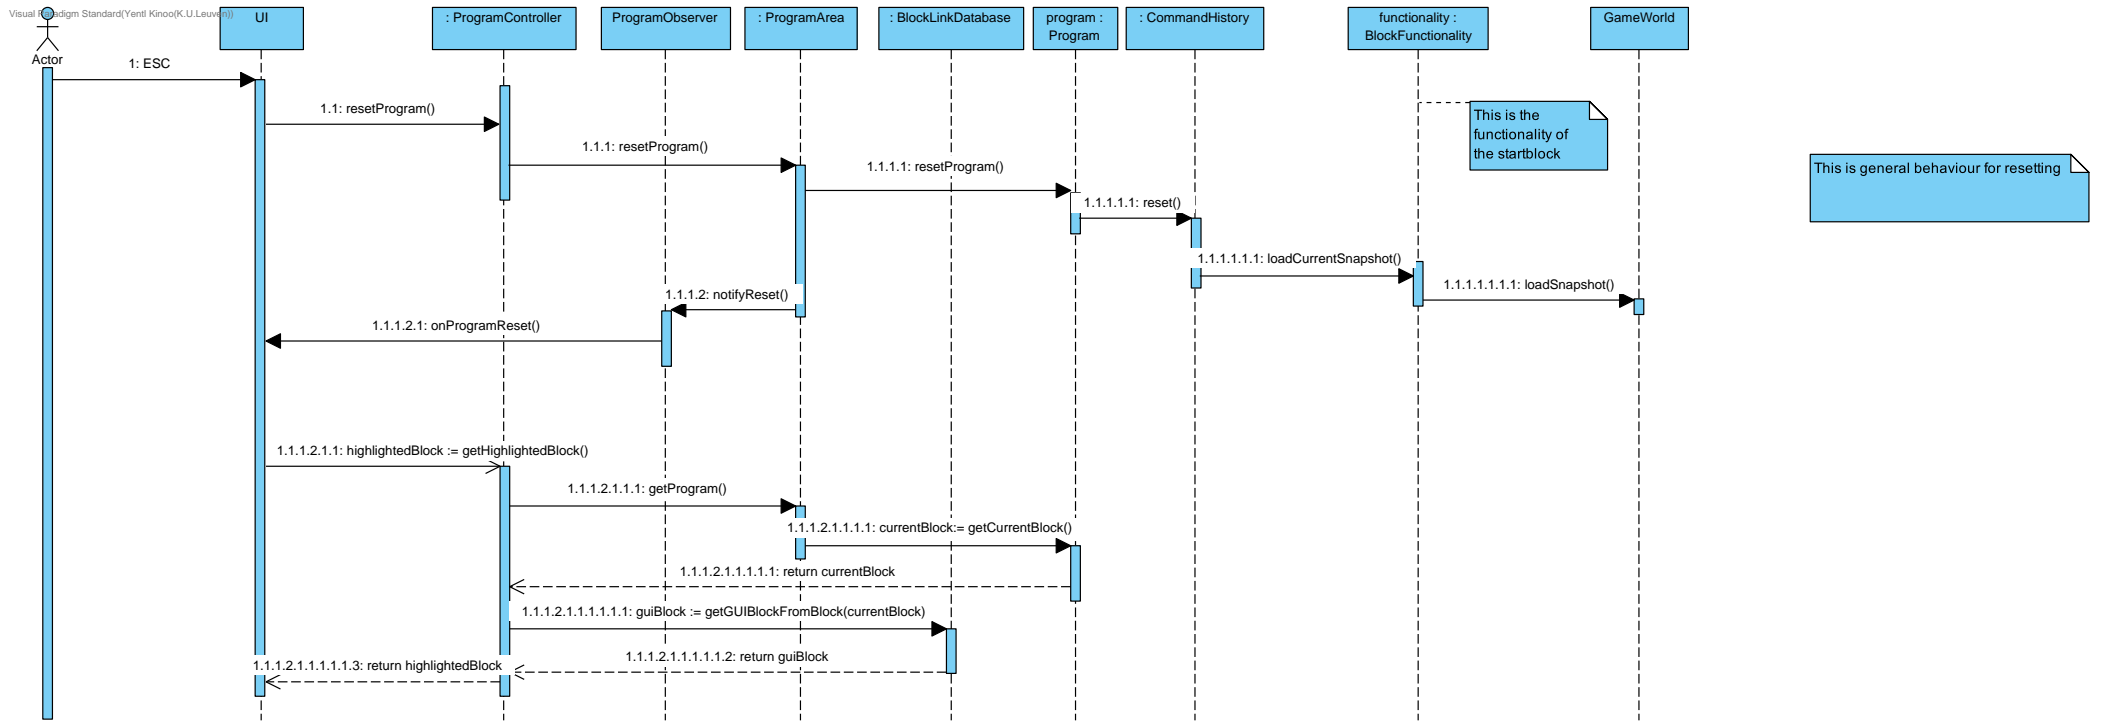 Visual Paradigm Standard(Yentl Kinoo(K.U.Leuven))
Actor
UI
: ProgramController
ProgramObserver
: ProgramArea
: BlockLinkDatabase
program :
Program
: CommandHistory
functionality :
BlockFunctionality
GameWorld
1: ESC
1.1: resetProgram()
1.1.1: resetProgram()
1.1.1.1: resetProgram()
This is the
functionality of
the startblock
This is general behaviour for resetting
1.1.1.1.1: reset()
1.1.1.1.1.1: loadCurrentSnapshot()
1.1.1.1.1.1.1: loadSnapshot()
1.1.1.2: notifyReset()
1.1.1.2.1: onProgramReset()
1.1.1.2.1.1: highlightedBlock := getHighlightedBlock()
1.1.1.2.1.1.1: getProgram()
1.1.1.2.1.1.1.1: currentBlock:= getCurrentBlock()
1.1.1.2.1.1.1.1.1: return currentBlock
1.1.1.2.1.1.1.1.1.1: guiBlock := getGUIBlockFromBlock(currentBlock)
1.1.1.2.1.1.1.1.1.2: return guiBlock
1.1.1.2.1.1.1.1.1.3: return highlightedBlock